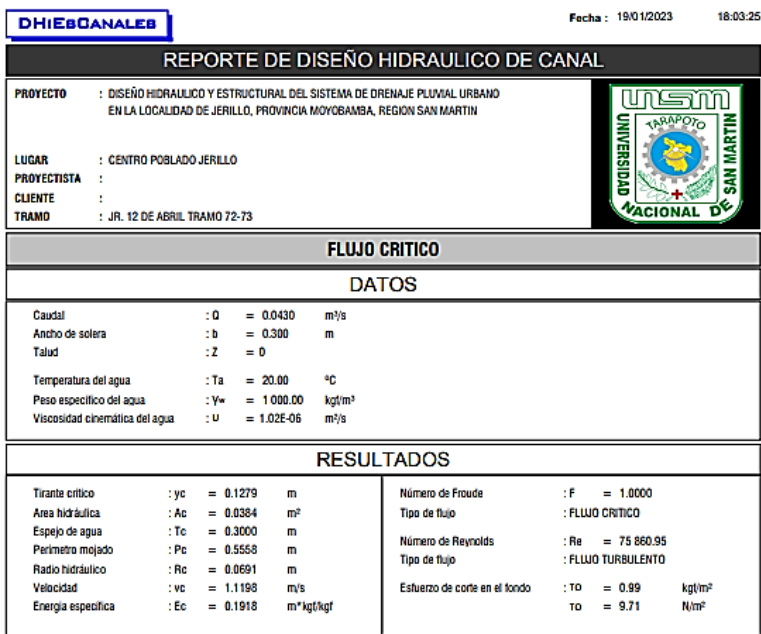 DHIEBCANALES
Fecha : 19/01/2023 18:03:25
REPORTE DE DISEÑO HIDRAULICO DE CANAL
PROYECTO : DISEÑO HIDRAULICO Y ESTRUCTURAL DEL SISTEMA DE DRENAJE PLUVIAL URBANO
EN LA LOCALIDAD DE JERILLO, PROVINCIA MOYOBAMBA, REGION SAN MARTIN
LUGAR : CENTRO POBLADO JERILLO
PROYECTISTA :
CLIENTE :
TRAMO : JR. 12 DE ABRIL TRAMO 72-73
unsm
TARAPOTO
UNIVERSIDAD NACIONAL DE SAN MARTIN
FLUJO CRITICO
DATOS
Caudal : Q = 0.0430 m³/s
Ancho de solera : b = 0.300 m
Talud : Z = 0
Temperatura del agua : Ta = 20.00 ºC
Peso específico del agua : γw = 1 000.00 kgf/m³
Viscosidad cinemática del agua : U = 1.02E-06 m²/s
RESULTADOS
Tirante crítico : yc = 0.1279 m
Area hidráulica : Ac = 0.0384 m²
Espejo de agua : Tc = 0.3000 m
Perimetro mojado : Pc = 0.5558 m
Radio hidráulico : Rc = 0.0691 m
Velocidad : vc = 1.1198 m/s
Energía específica : Ec = 0.1918 m*kgf/kgf
Número de Froude : F = 1.0000
Tipo de flujo : FLUJO CRITICO
Número de Reynolds : Re = 75 860.95
Tipo de flujo : FLUJO TURBULENTO
Esfuerzo de corte en el fondo : TO = 0.99 kgf/m²
TO = 9.71 N/m²